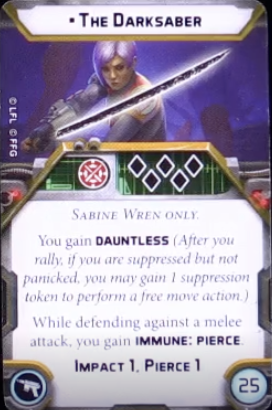 • THE DARKSABER
© LFL © FFG
SABINE WREN ONLY.
You gain DAUNTLESS (After you
rally, if you are suppressed but not
panicked, you may gain 1 suppression
token to perform a free move action.)
While defending against a melee
attack, you gain IMMUNE: PIERCE.
IMPACT 1, PIERCE 1
25